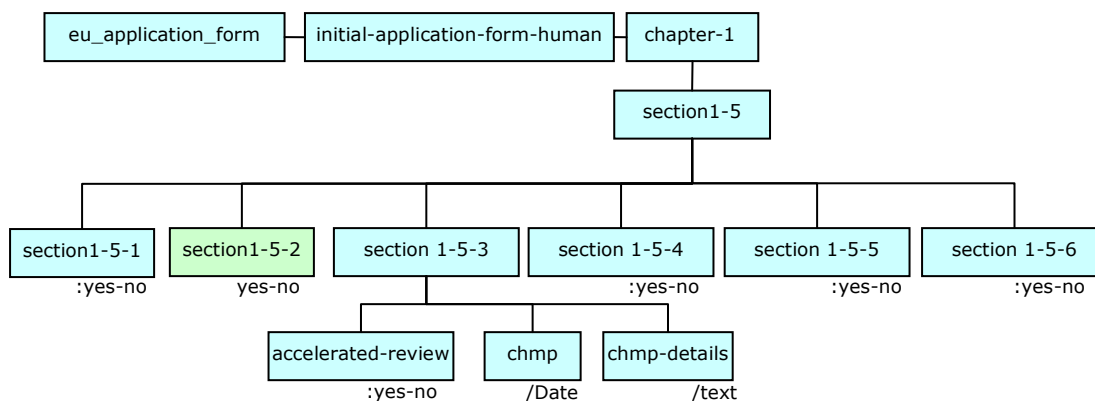 eu_application_form
initial-application-form-human
chapter-1
section1-5
section1-5-1
section1-5-2
section 1-5-3
section 1-5-4
section 1-5-5
section 1-5-6
:yes-no
yes-no
:yes-no
:yes-no
:yes-no
accelerated-review
chmp
chmp-details
:yes-no
/Date
/text